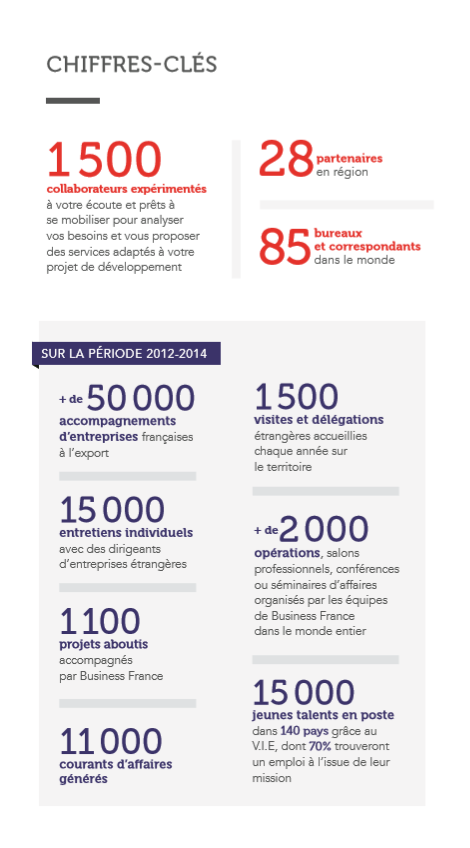 CHIFFRES-CLÉS
1 500
collaborateurs expérimentés
à votre écoute et prêts à
se mobiliser pour analyser
vos besoins et vous proposer
des services adaptés à votre
projet de développement
28 partenaires
en région
85 bureaux
et correspondants
dans le monde
SUR LA PÉRIODE 2012-2014
+ de 50 000
accompagnements
d'entreprises françaises
à l'export
15 000
entretiens individuels
avec des dirigeants
d'entreprises étrangères
1 100
projets aboutis
accompagnés
par Business France
11 000
courants d'affaires
générés
1 500
visites et délégations
étrangères accueillies
chaque année sur
le territoire
+ de 2 000
opérations, salons
professionnels, conférences
ou séminaires d'affaires
organisés par les équipes
de Business France
dans le monde entier
15 000
jeunes talents en poste
dans 140 pays grâce au
V.I.E, dont 70% trouveront
un emploi à l'issue de leur
mission